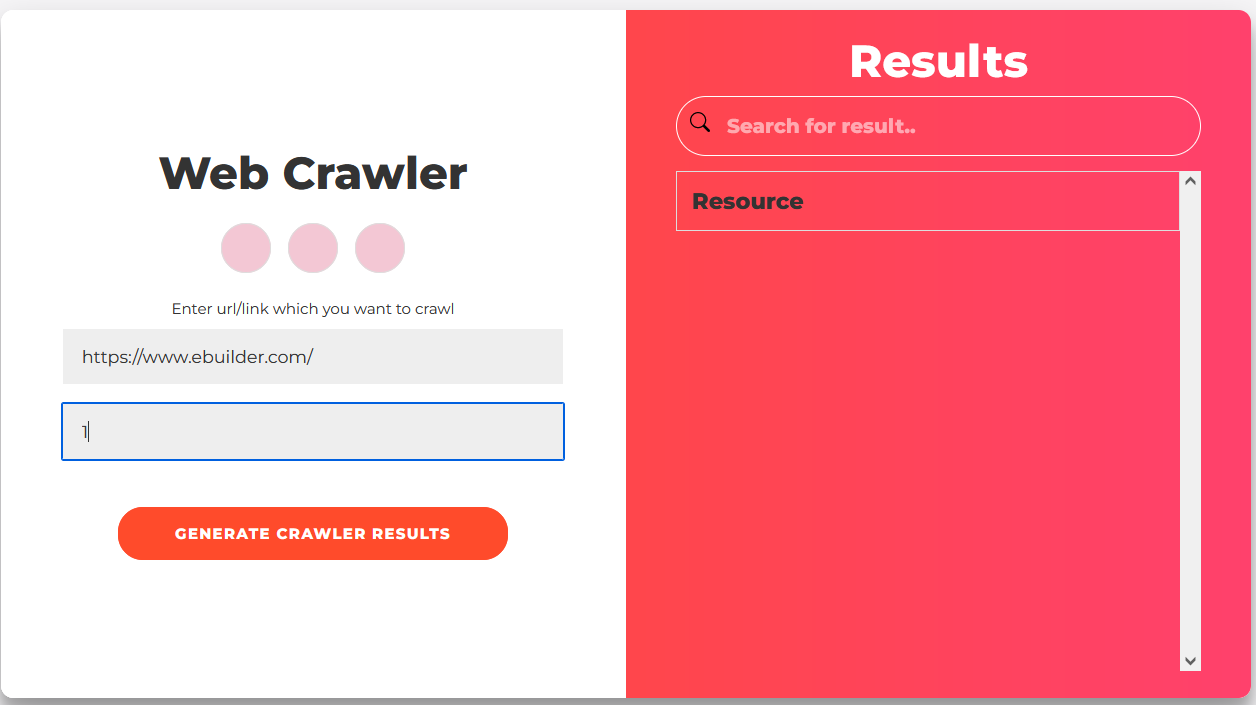 Web Crawler
Enter url/link which you want to crawl
https://www.ebuilder.com/
1
GENERATE CRAWLER RESULTS
Results
Search for result..
Resource